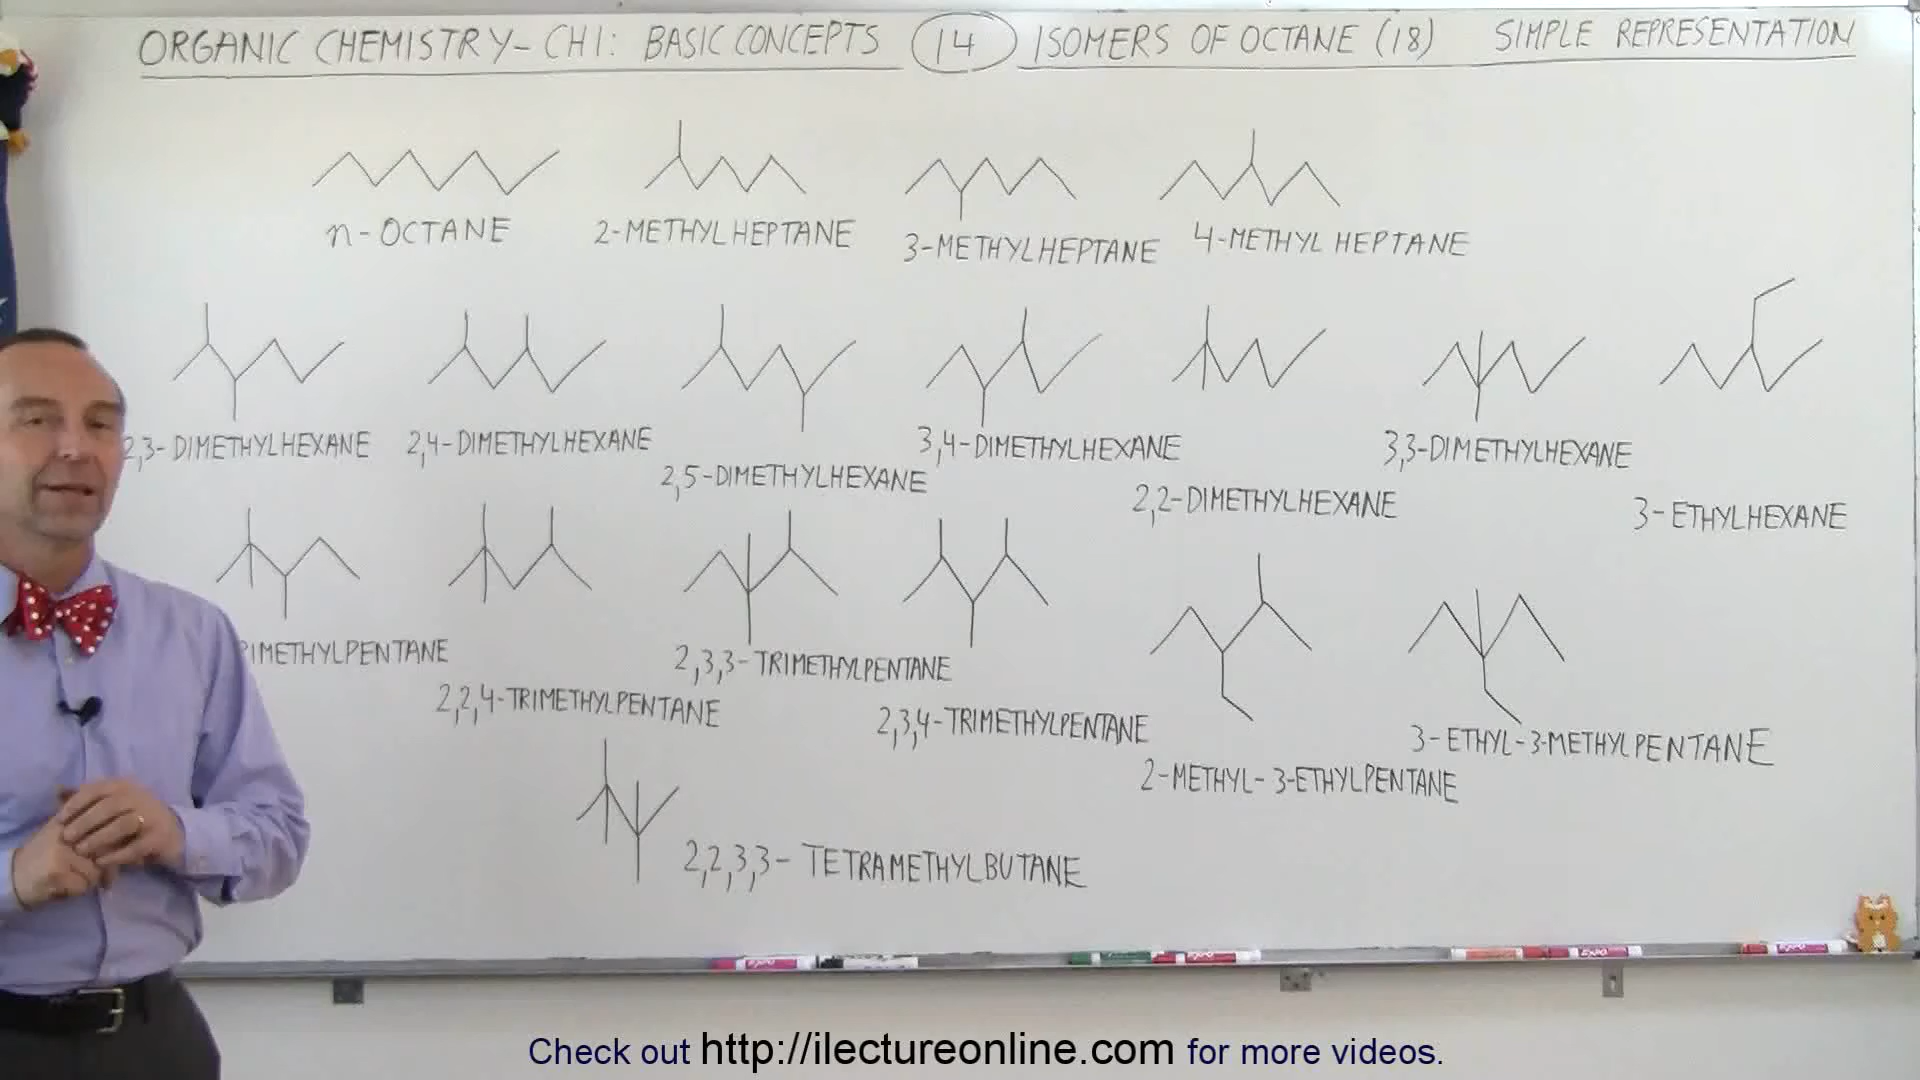 ORGANIC CHEMISTRY - CH1: BASIC CONCEPTS 14 ISOMERS OF OCTANE (18) SIMPLE REPRESENTATION
n-OCTANE
2-METHYLHEPTANE
3-METHYLHEPTANE
4-METHYLHEPTANE
2,3-DIMETHYLHEXANE
2,4-DIMETHYLHEXANE
2,5-DIMETHYLHEXANE
3,4-DIMETHYLHEXANE
2,2-DIMETHYLHEXANE
3,3-DIMETHYLHEXANE
3-ETHYLHEXANE
RIMETHYLPENTANE
2,2,4-TRIMETHYLPENTANE
2,3,3-TRIMETHYLPENTANE
2,3,4-TRIMETHYLPENTANE
2-METHYL-3-ETHYLPENTANE
3-ETHYL-3-METHYLPENTANE
2,2,3,3-TETRAMETHYLBUTANE
Check out http://ilectureonline.com for more videos.